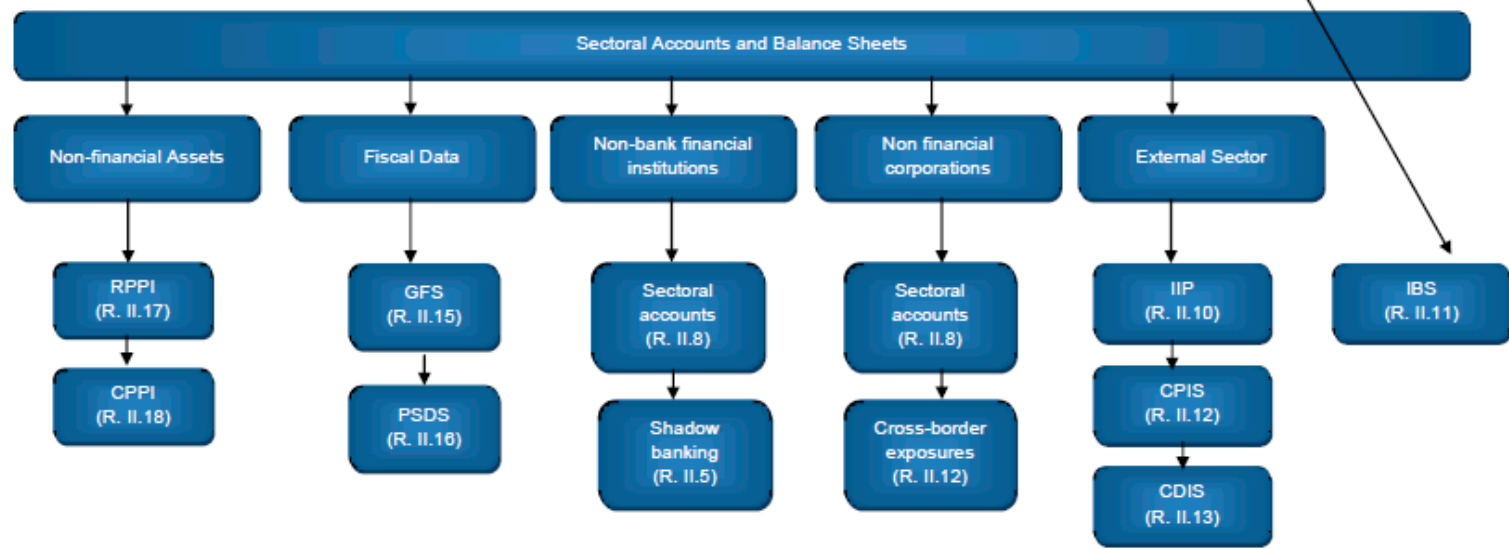 Sectoral Accounts and Balance Sheets
Non-financial Assets
Fiscal Data
Non-bank financial
institutions
Non financial
corporations
External Sector
RPPI
(R. II.17)
GFS
(R. II.15)
Sectoral
accounts
(R. II.8)
Sectoral
accounts
(R. II.8)
IIP
(R. II.10)
IBS
(R. II.11)
CPPI
(R. II.18)
PSDS
(R. II.16)
Shadow
banking
(R. II.5)
Cross-border
exposures
(R. II.12)
CPIS
(R. II.12)
CDIS
(R. II.13)